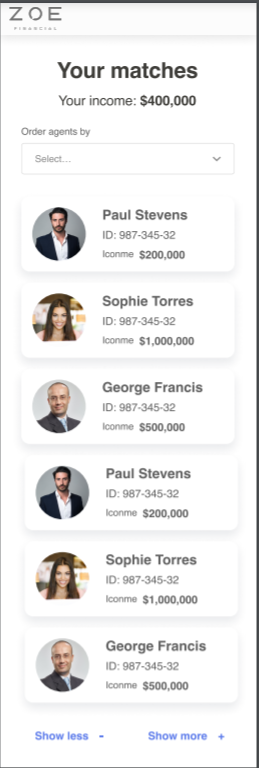 ZOE
FINANCIAL
Your matches
Your income: $400,000
Order agents by
Select...
Paul Stevens
ID: 987-345-32
Iconme $200,000
Sophie Torres
ID: 987-345-32
Iconme $1,000,000
George Francis
ID: 987-345-32
Iconme $500,000
Paul Stevens
ID: 987-345-32
Iconme $200,000
Sophie Torres
ID: 987-345-32
Iconme $1,000,000
George Francis
ID: 987-345-32
Iconme $500,000
Show less - Show more +